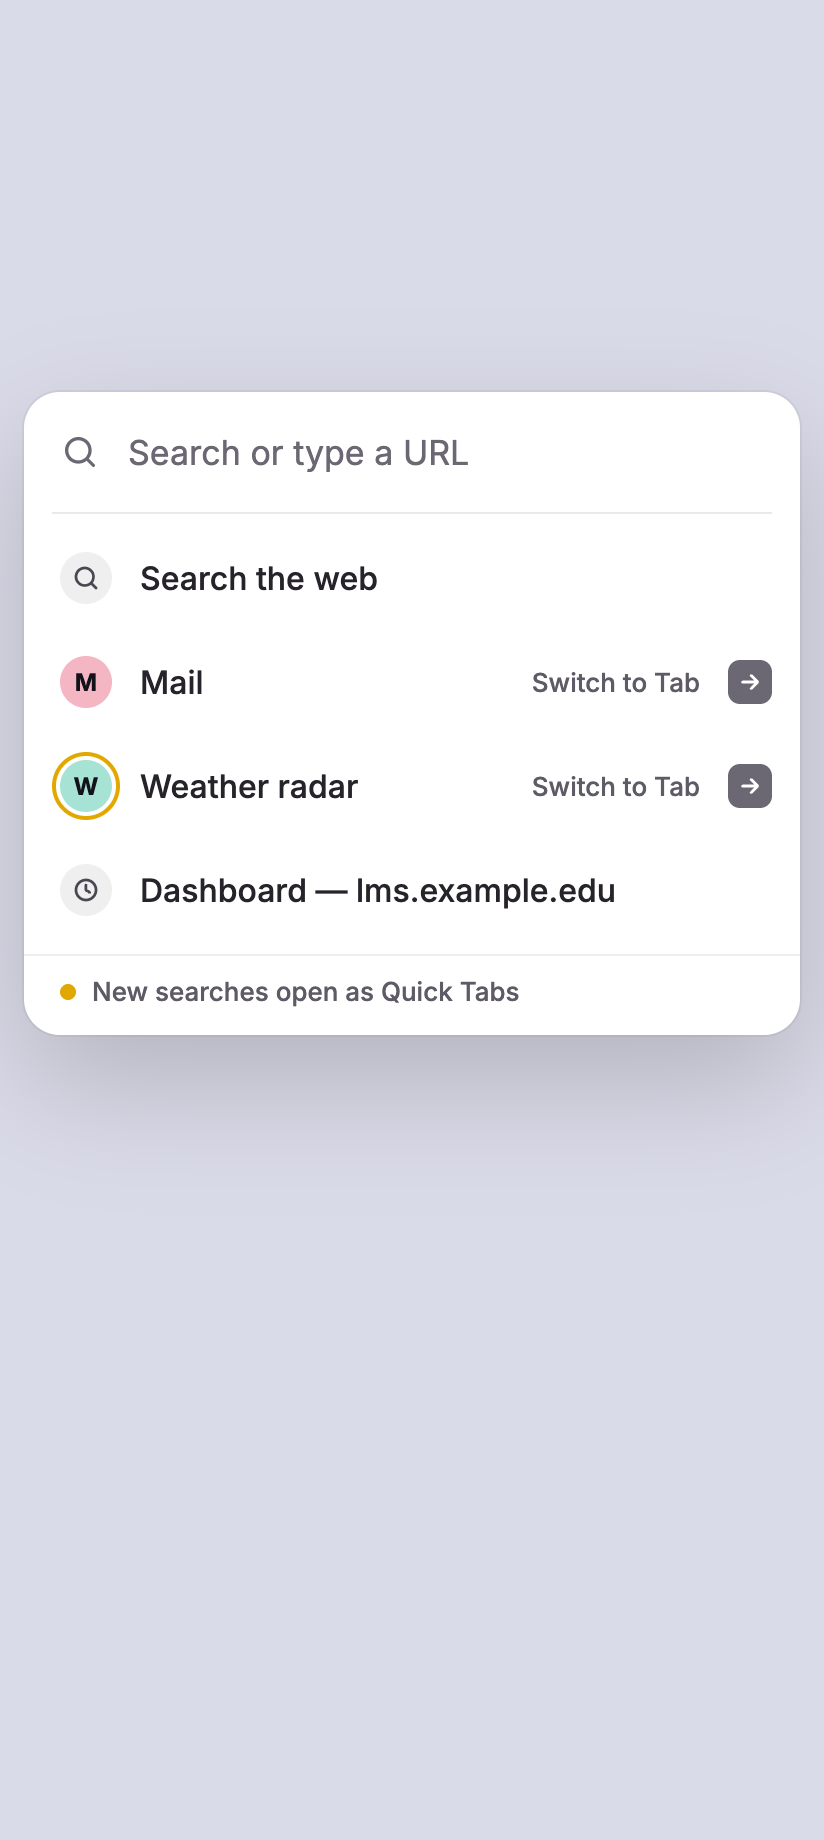 Search or type a URL
Search the web
M Mail Switch to Tab
W Weather radar Switch to Tab
Dashboard — lms.example.edu
New searches open as Quick Tabs